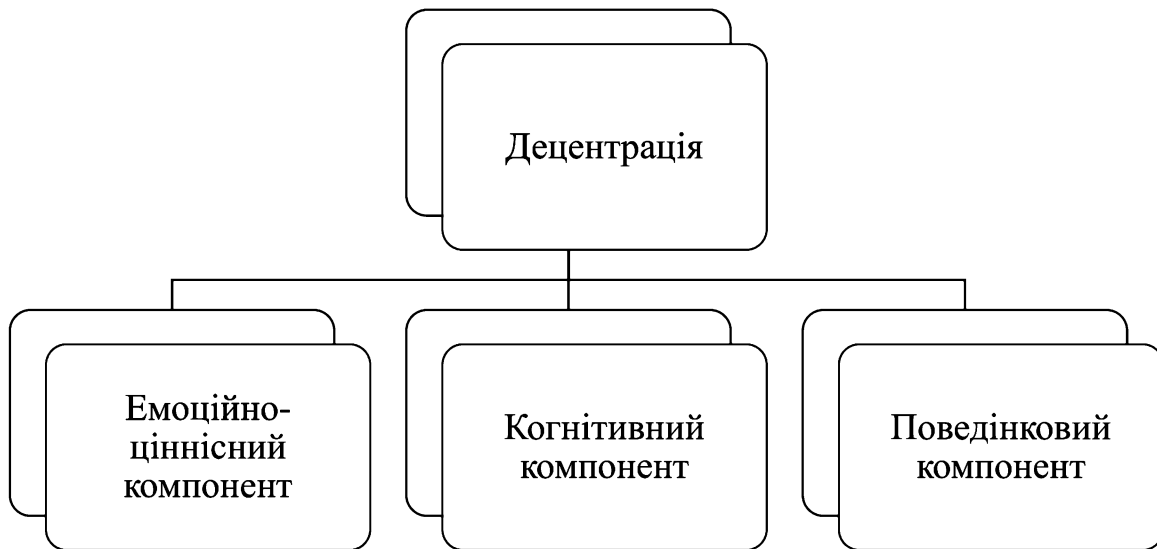 Децентрація
Емоційно-
ціннісний
компонент
Когнітивний
компонент
Поведінковий
компонент